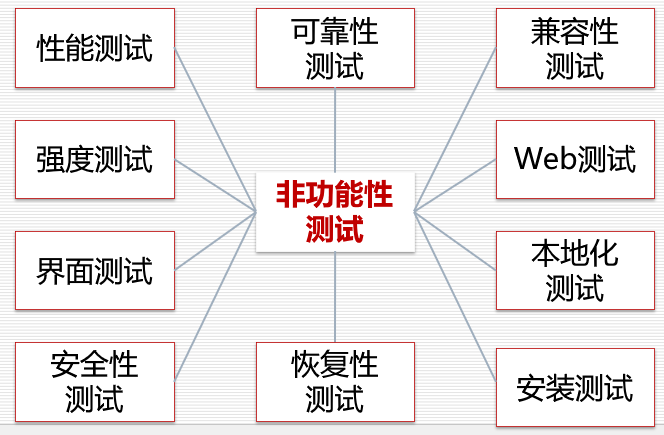 性能测试
可靠性
测试
兼容性
测试
强度测试
Web测试
非功能性
测试
界面测试
本地化
测试
安全性
测试
恢复性
测试
安装测试